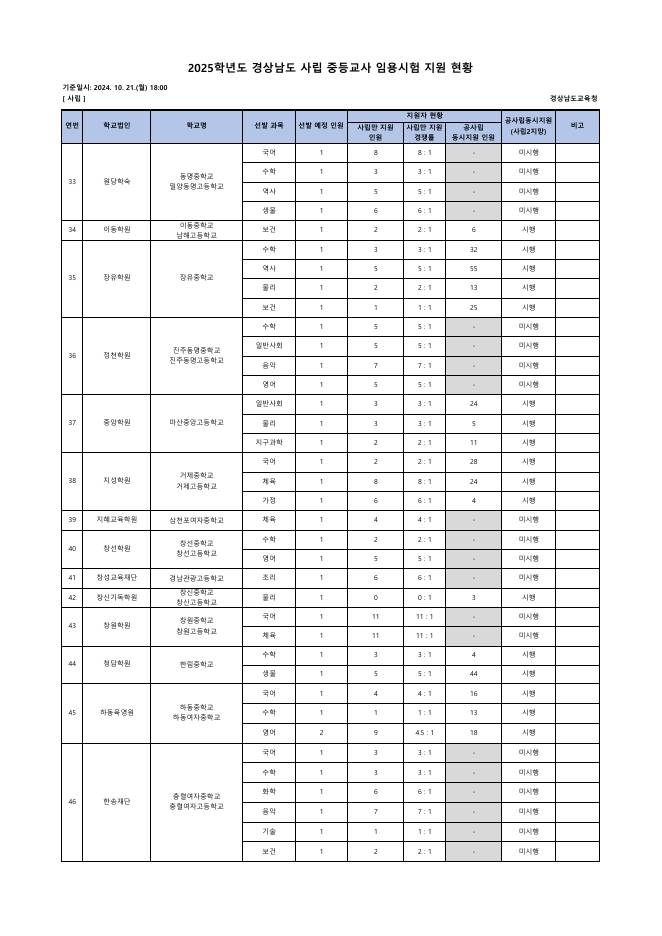 2025학년도 경상남도 사립 중등교사 임용시험 지원 현황
기준일시: 2024. 10. 21.(월) 18:00
[ 사립 ] 경상남도교육청
연번 학교법인 학교명 선발 과목 선발 예정 인원 지원자 현황 공사립동시지원 (사립2지망) 비고
사립만 지원 인원 사립만 지원 경쟁률 공사립 동시지원 인원
33 원당학숙 동명중학교 밀양동명고등학교 국어 1 8 8 : 1 - 미시행
수학 1 3 3 : 1 - 미시행
역사 1 5 5 : 1 - 미시행
생물 1 6 6 : 1 - 미시행
34 이동학원 이동중학교 남해고등학교 보건 1 2 2 : 1 6 시행
35 장유학원 장유중학교 수학 1 3 3 : 1 32 시행
역사 1 5 5 : 1 55 시행
물리 1 2 2 : 1 13 시행
보건 1 1 1 : 1 25 시행
36 정천학원 진주동명중학교 진주동명고등학교 수학 1 5 5 : 1 - 미시행
일반사회 1 5 5 : 1 - 미시행
음악 1 7 7 : 1 - 미시행
영어 1 5 5 : 1 - 미시행
37 중앙학원 마산중앙고등학교 일반사회 1 3 3 : 1 24 시행
물리 1 3 3 : 1 5 시행
지구과학 1 2 2 : 1 11 시행
38 지성학원 거제중학교 거제고등학교 국어 1 2 2 : 1 28 시행
체육 1 8 8 : 1 24 시행
가정 1 6 6 : 1 4 시행
39 지혜교육학원 삼천포여자중학교 체육 1 4 4 : 1 - 미시행
40 창선학원 창선중학교 창선고등학교 수학 1 2 2 : 1 - 미시행
영어 1 5 5 : 1 - 미시행
41 창성교육재단 경남관광고등학교 조리 1 6 6 : 1 - 미시행
42 창신기독학원 창신중학교 창신고등학교 물리 1 0 0 : 1 3 시행
43 창원학원 창원중학교 창원고등학교 국어 1 11 11 : 1 - 미시행
체육 1 11 11 : 1 - 미시행
44 청담학원 한림중학교 수학 1 3 3 : 1 4 시행
생물 1 5 5 : 1 44 시행
45 하동육영원 하동중학교 하동여자중학교 국어 1 4 4 : 1 16 시행
수학 1 1 1 : 1 13 시행
영어 2 9 4.5 : 1 18 시행
46 한송재단 충렬여자중학교 충렬여자고등학교 국어 1 3 3 : 1 - 미시행
수학 1 3 3 : 1 - 미시행
화학 1 6 6 : 1 - 미시행
음악 1 7 7 : 1 - 미시행
기술 1 1 1 : 1 - 미시행
보건 1 2 2 : 1 - 미시행